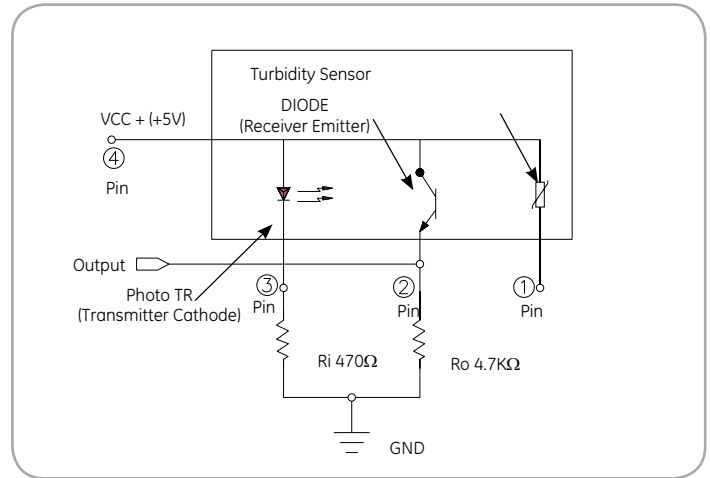 Turbidity Sensor
DIODE
(Receiver Emitter)
VCC + (+5V)
④
Pin
Output
Photo TR
(Transmitter Cathode)
③
Pin
②
Pin
①
Pin
Ri 470Ω
Ro 4.7KΩ
GND